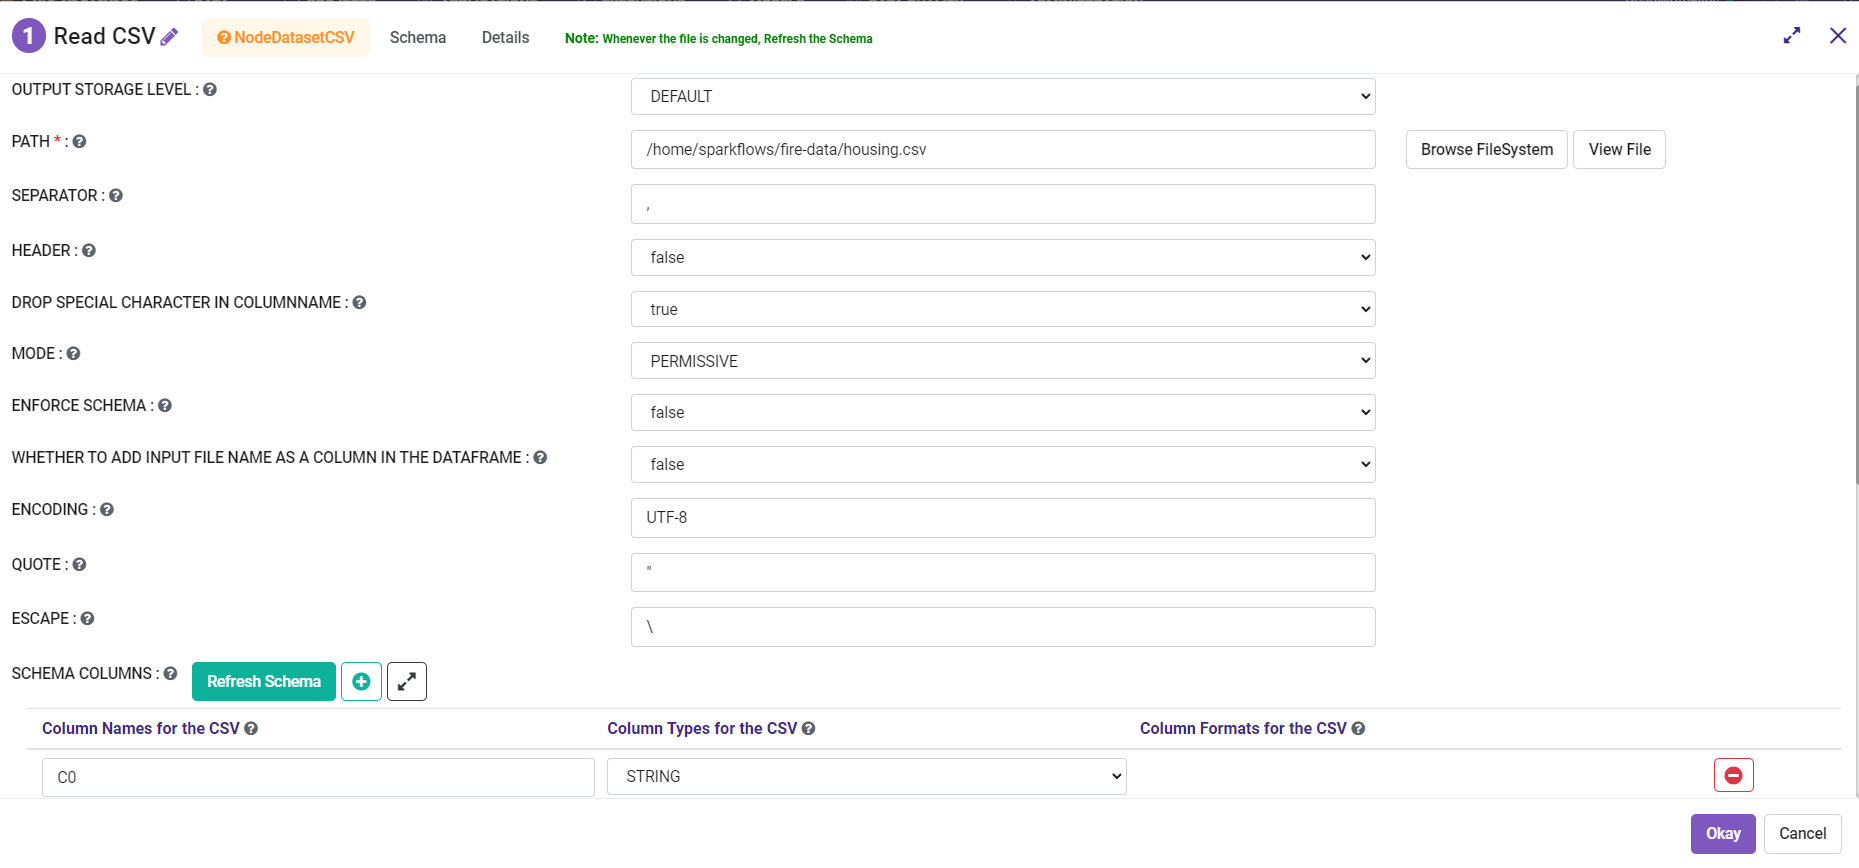 1 Read CSV NodeDatasetCSV Schema Details Note: Whenever the file is changed, Refresh the Schema
OUTPUT STORAGE LEVEL : DEFAULT
PATH * : /home/sparkflows/fire-data/housing.csv Browse FileSystem View File
SEPARATOR : ,
HEADER : false
DROP SPECIAL CHARACTER IN COLUMNNAME : true
MODE : PERMISSIVE
ENFORCE SCHEMA : false
WHETHER TO ADD INPUT FILE NAME AS A COLUMN IN THE DATAFRAME : false
ENCODING : UTF-8
QUOTE : "
ESCAPE : \
SCHEMA COLUMNS : Refresh Schema
Column Names for the CSV Column Types for the CSV Column Formats for the CSV
C0 STRING
Okay Cancel